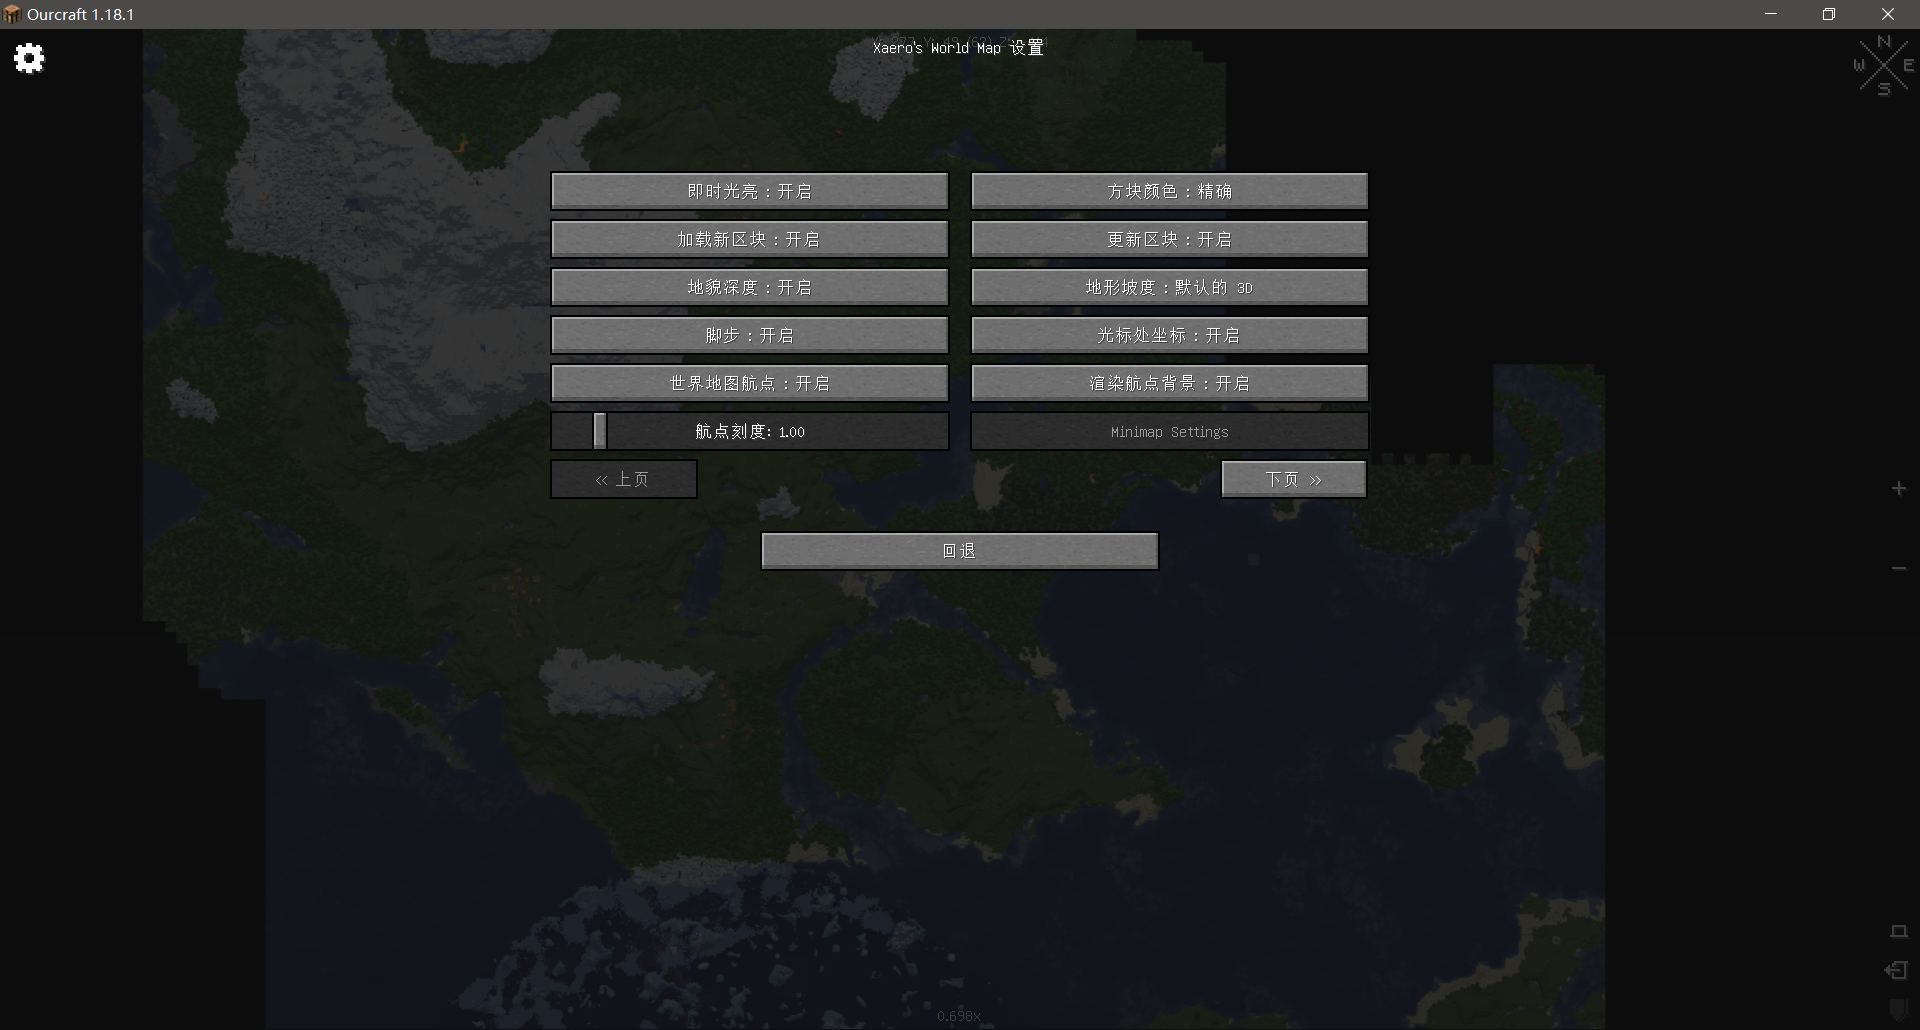 Ourcraft 1.18.1
Xaero's World Map 设置
N
W E
S
即时光亮：开启
方块颜色：精确
加载新区块：开启
更新区块：开启
地貌深度：开启
地形坡度：默认的 3D
脚步：开启
光标处坐标：开启
世界地图航点：开启
渲染航点背景：开启
航点刻度: 1.00
Minimap Settings
<< 上页
下页 >>
回退
0.698x